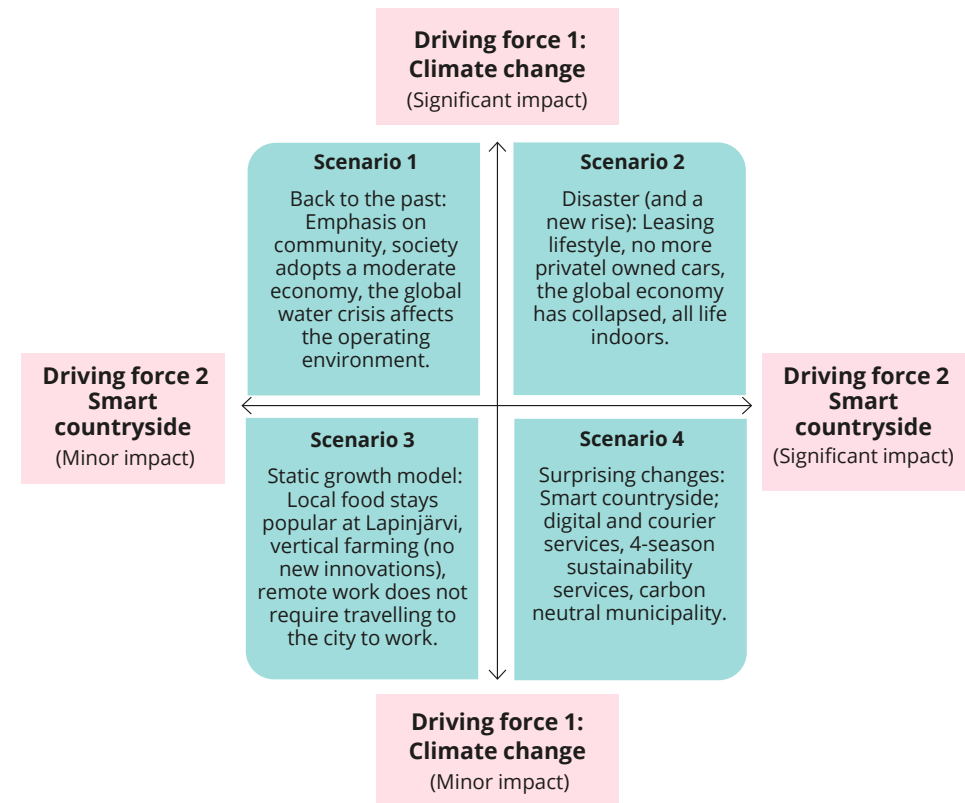 Driving force 1:
Climate change
(Significant impact)
Scenario 1
Back to the past:
Emphasis on
community, society
adopts a moderate
economy, the global
water crisis affects
the operating
environment.
Scenario 2
Disaster (and a
new rise): Leasing
lifestyle, no more
privatel owned cars,
the global economy
has collapsed, all life
indoors.
Driving force 2
Smart
countryside
(Minor impact)
Driving force 2
Smart
countryside
(Significant impact)
Scenario 3
Static growth model:
Local food stays
popular at Lapinjärvi,
vertical farming (no
new innovations),
remote work does not
require travelling to
the city to work.
Scenario 4
Surprising changes:
Smart countryside;
digital and courier
services, 4-season
sustainability
services, carbon
neutral municipality.
Driving force 1:
Climate change
(Minor impact)